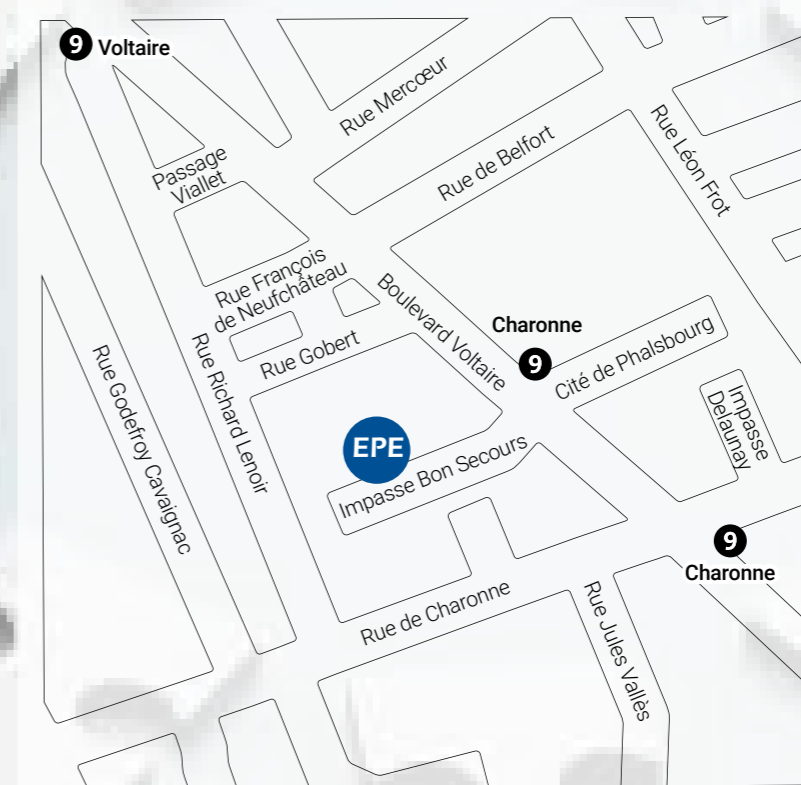 9 Voltaire
Rue Mercœur
Passage
Viallet
Rue de Belfort
Rue Léon Frot
Rue François
de Neufchâteau
Boulevard Voltaire
Charonne
9
Rue Gobert
Cité de Phalsbourg
Rue Richard Lenoir
Rue Godefroy Cavaignac
Impasse
Delaunay
EPE
Impasse Bon Secours
9
Charonne
Rue de Charonne
Rue Jules Vallès